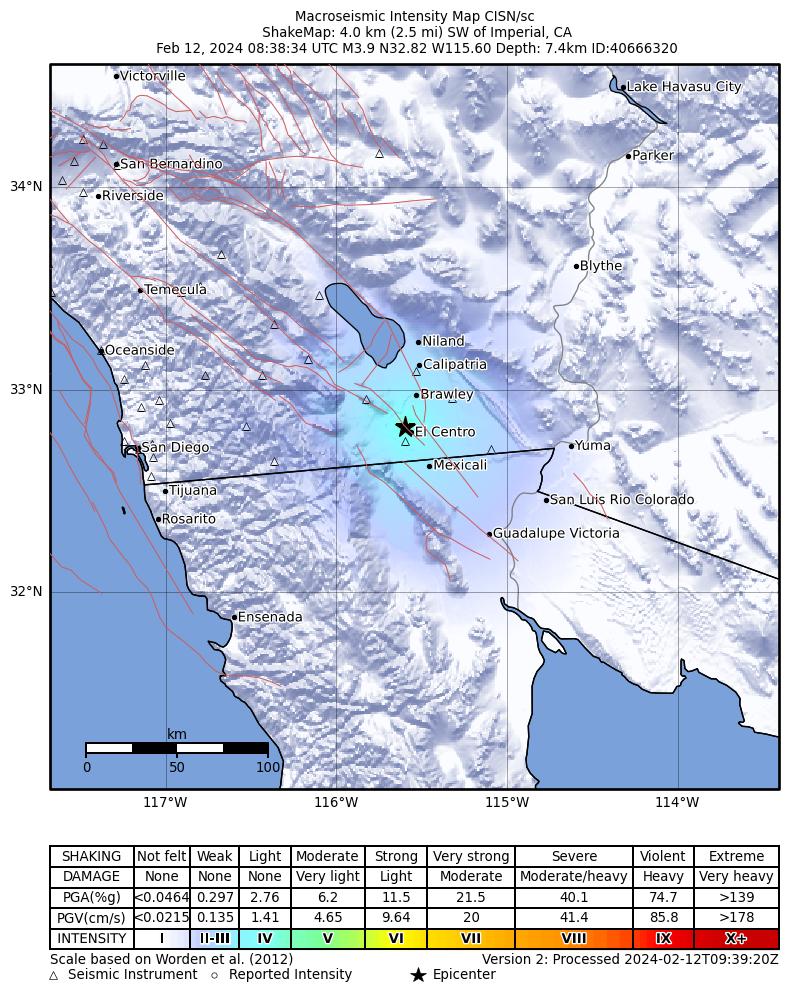 Macroseismic Intensity Map CISN/sc
ShakeMap: 4.0 km (2.5 mi) SW of Imperial, CA
Feb 12, 2024 08:38:34 UTC M3.9 N32.82 W115.60 Depth: 7.4km ID:40666320
Victorville
Lake Havasu City
Parker
San Bernardino
34°N
Riverside
Blythe
Temecula
Niland
Oceanside
Calipatria
33°N
Brawley
El Centro
Yuma
San Diego
Mexicali
Tijuana
San Luis Rio Colorado
Rosarito
Guadalupe Victoria
32°N
Ensenada
km
0 50 100
117°W 116°W 115°W 114°W
SHAKING Not felt Weak Light Moderate Strong Very strong Severe Violent Extreme
DAMAGE None None None Very light Light Moderate Moderate/heavy Heavy Very heavy
PGA(%g) <0.0464 0.297 2.76 6.2 11.5 21.5 40.1 74.7 >139
PGV(cm/s) <0.0215 0.135 1.41 4.65 9.64 20 41.4 85.8 >178
INTENSITY I II-III IV V VI VII VIII IX X+
Scale based on Worden et al. (2012) Version 2: Processed 2024-02-12T09:39:20Z
△ Seismic Instrument ○ Reported Intensity ★ Epicenter